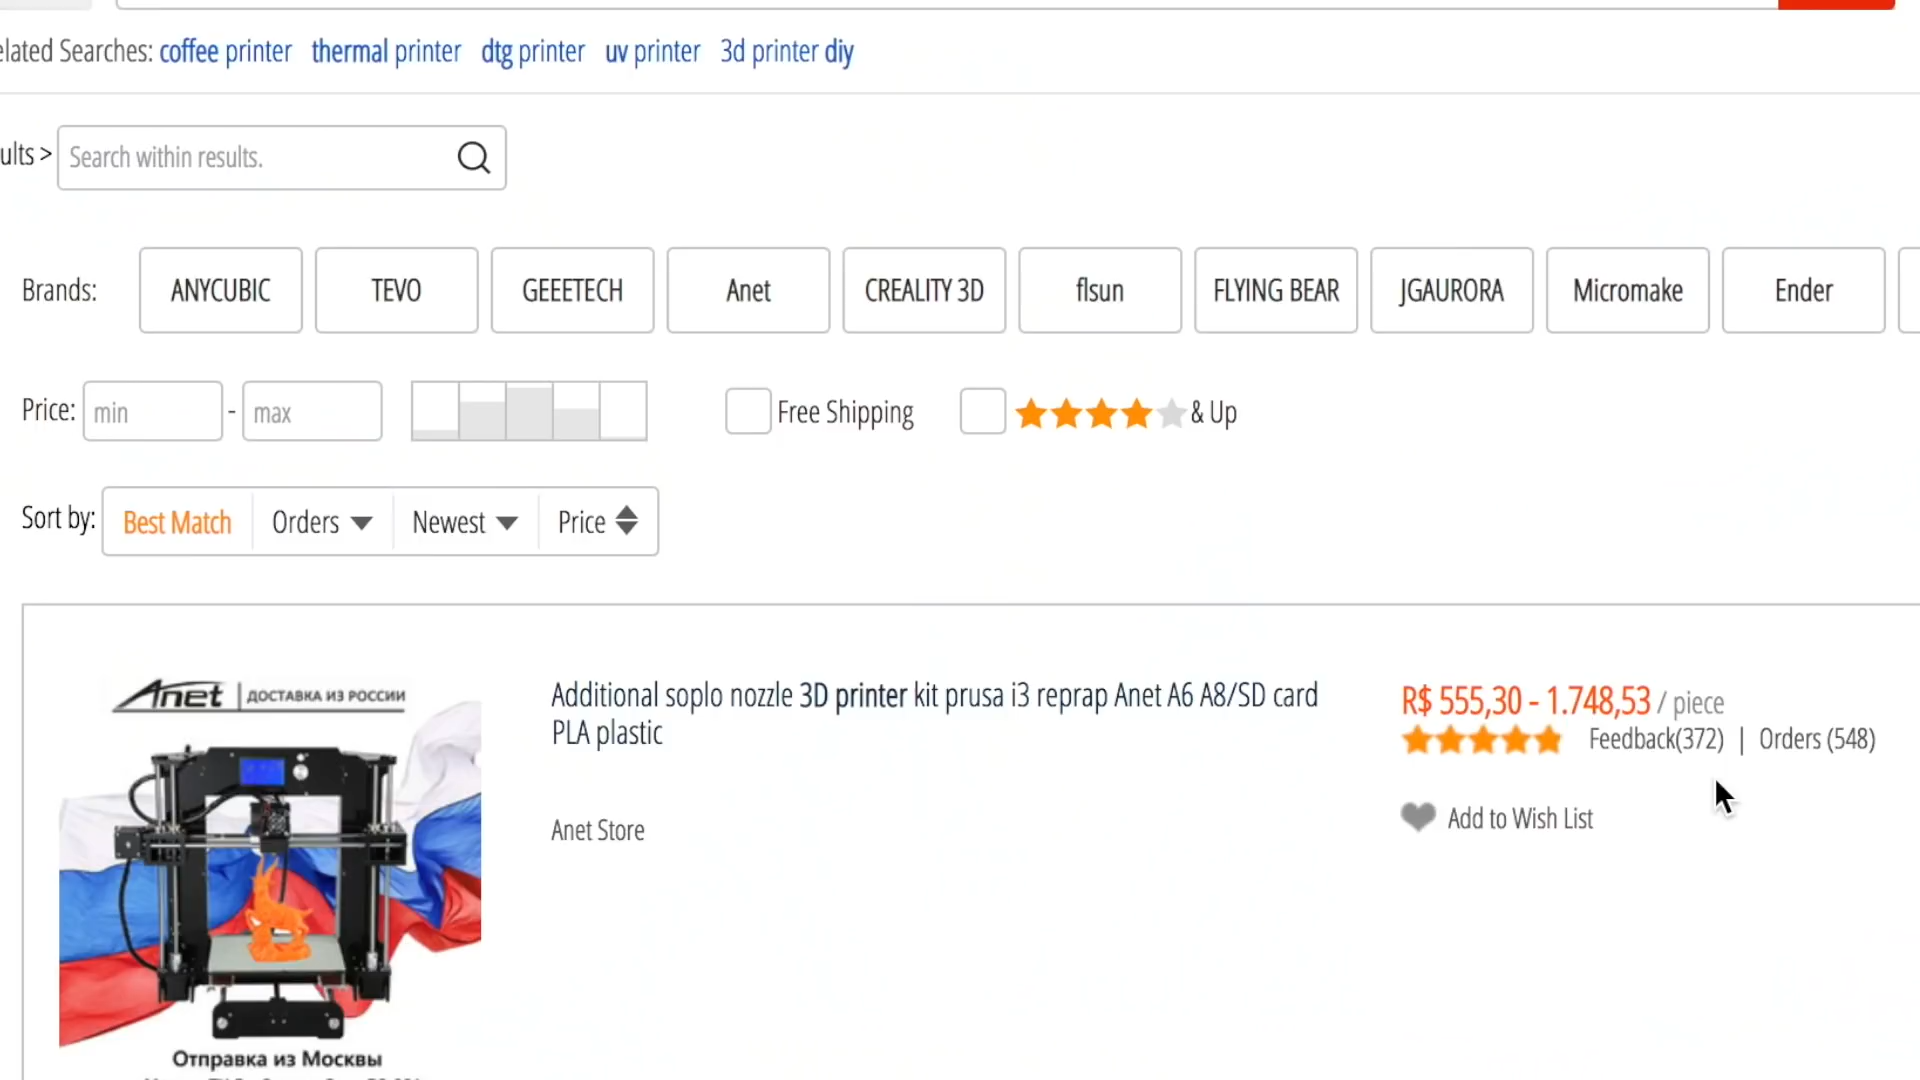 elated Searches: coffee printer thermal printer dtg printer uv printer 3d printer diy
ults > Search within results.
Brands: ANYCUBIC TEVO GEEETECH Anet CREALITY 3D flsun FLYING BEAR JGAURORA Micromake Ender
Price: min - max Free Shipping & Up
Sort by: Best Match Orders Newest Price
Anet ДОСТАВКА ИЗ РОССИИ
Additional soplo nozzle 3D printer kit prusa i3 reprap Anet A6 A8/SD card
PLA plastic
R$ 555,30 - 1.748,53 / piece
Feedback(372) | Orders (548)
Add to Wish List
Anet Store
Отправка из Москвы